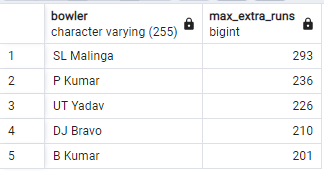 bowler max_extra_runs
character varying (255) bigint
1 SL Malinga 293
2 P Kumar 236
3 UT Yadav 226
4 DJ Bravo 210
5 B Kumar 201